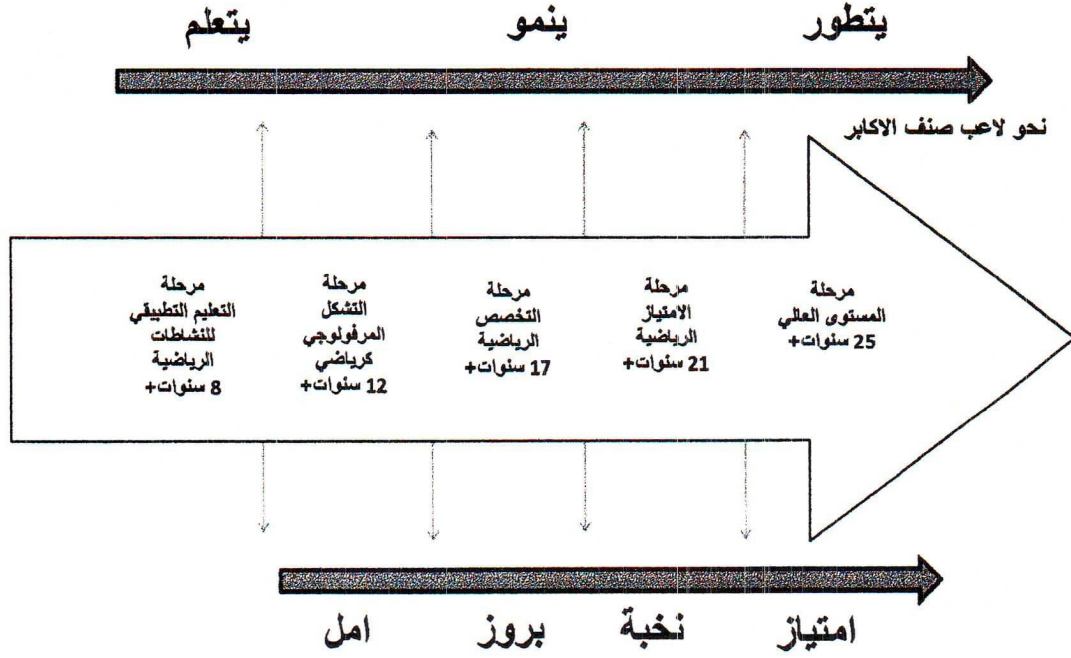 يتعلم
ينمو
يتطور
نحو لاعب صنف الاكابر
مرحلة
التعليم التطبيقي
للنشاطات
الرياضية
8 سنوات+
مرحلة
التشكل
المرفولوجي
كرياضي
12 سنوات+
مرحلة
التخصص
الرياضية
17 سنوات+
مرحلة
الامتياز
الرياضية
21 سنوات+
مرحلة
المستوى العالي
25 سنوات+
امل
بروز
نخبة
امتياز